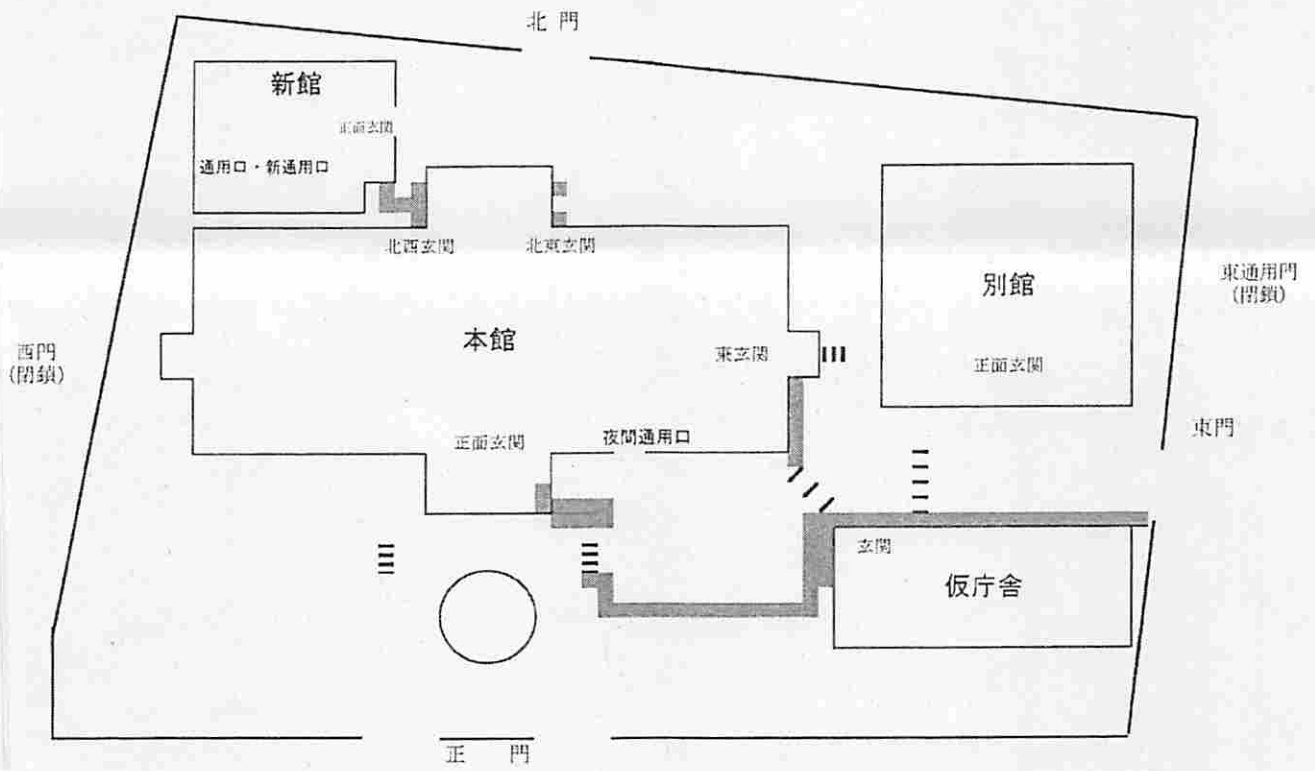 北門
新館
正面玄関
通用口・新通用口
北西玄関
北東玄関
別館
東通用門
(閉鎖)
本館
西門
(閉鎖)
東玄関
正面玄関
正面玄関
夜間通用口
東門
玄関
仮庁舎
正門